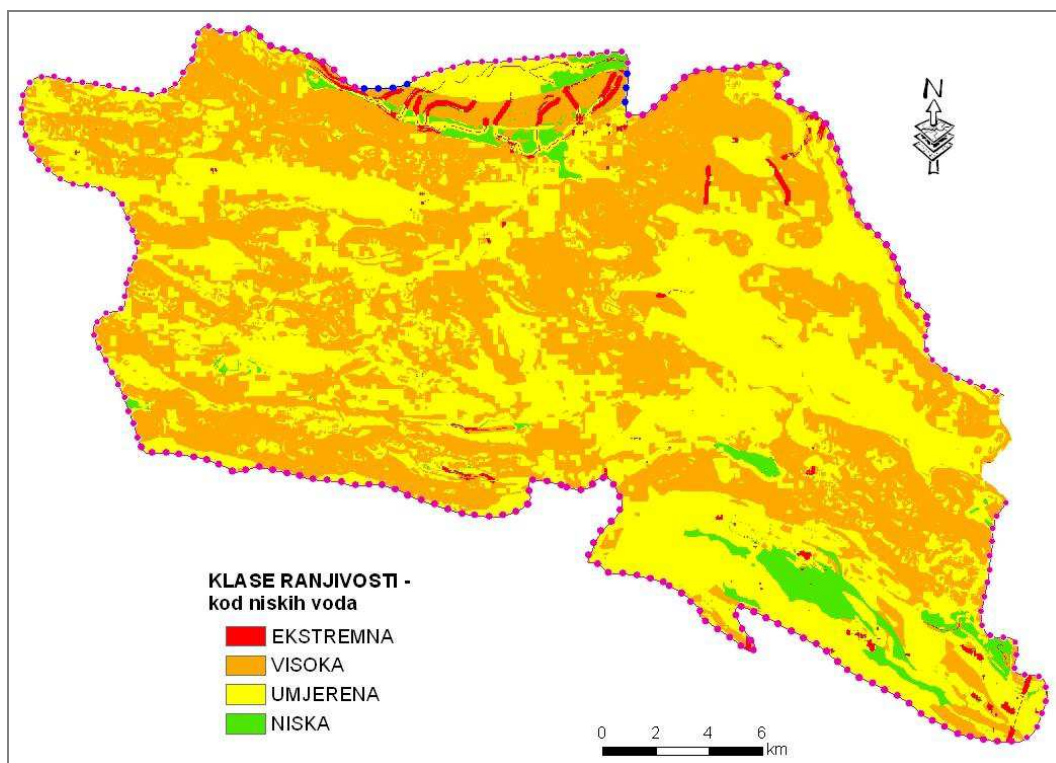 N
KLASE RANJIVOSTI -
kod niskih voda
EKSTREMNA
VISOKA
UMJERENA
NISKA
0 2 4 6
km